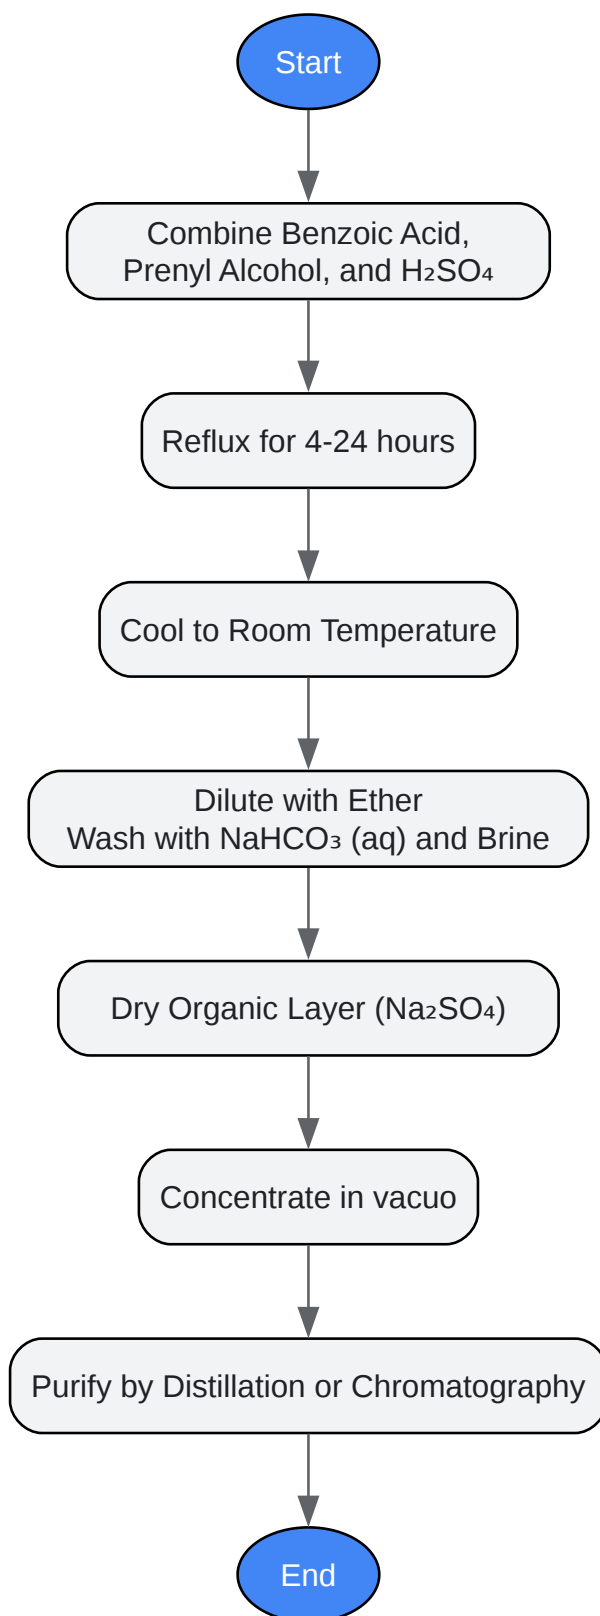 Start
Combine Benzoic Acid,
Prenyl Alcohol, and H₂SO₄
Reflux for 4-24 hours
Cool to Room Temperature
Dilute with Ether
Wash with NaHCO₃ (aq) and Brine
Dry Organic Layer (Na₂SO₄)
Concentrate in vacuo
Purify by Distillation or Chromatography
End